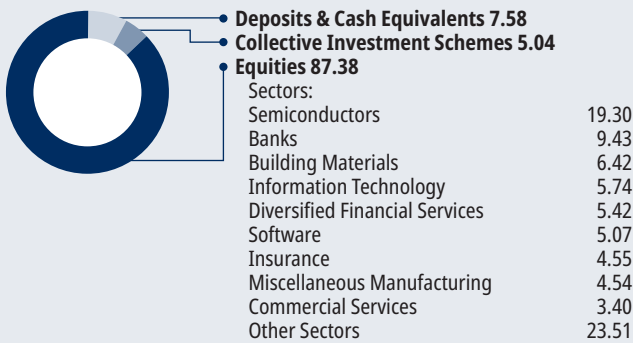 Deposits & Cash Equivalents 7.58
Collective Investment Schemes 5.04
Equities 87.38
Sectors:
Semiconductors 19.30
Banks 9.43
Building Materials 6.42
Information Technology 5.74
Diversified Financial Services 5.42
Software 5.07
Insurance 4.55
Miscellaneous Manufacturing 4.54
Commercial Services 3.40
Other Sectors 23.51